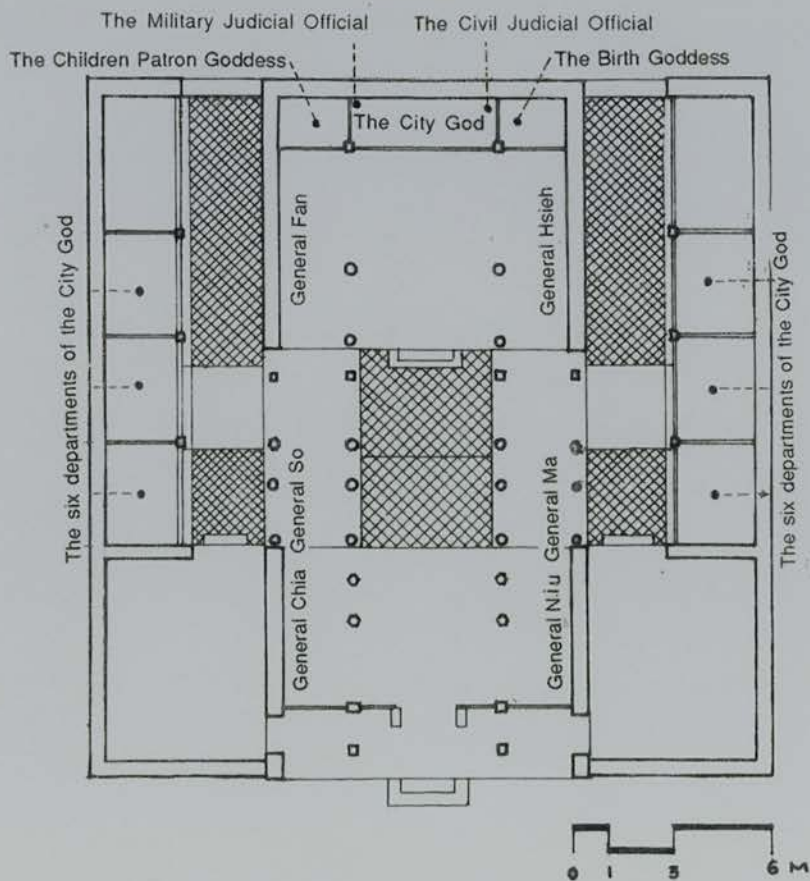 The Military Judicial Official
The Civil Judicial Official
The Children Patron Goddess
The Birth Goddess
The City God
General Fan
General Hsieh
The six departments of the City God
The six departments of the City God
General So
General Ma
General Chia
General Niu
0 1 3 6 M